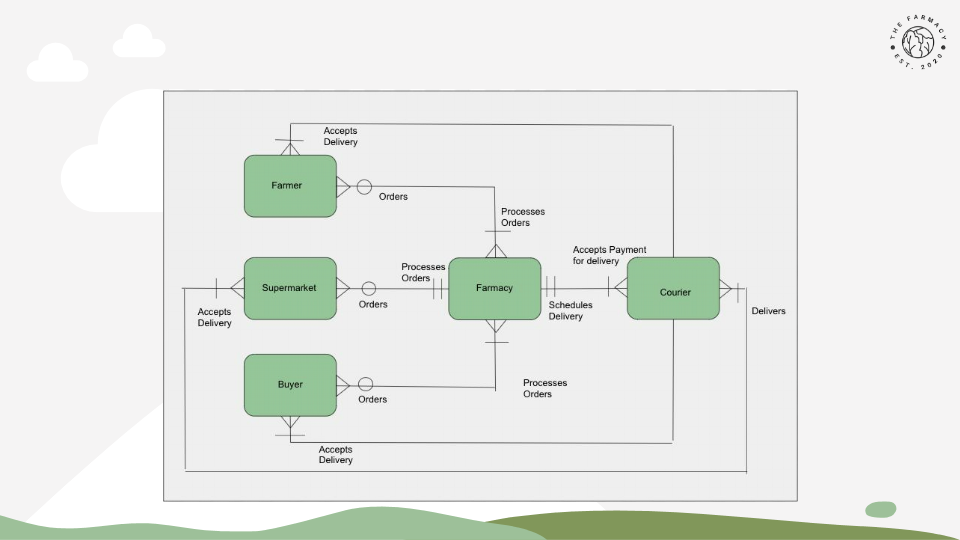 THE FARMACY
EST. 2020
Accepts
Delivery
Farmer
Orders
Processes
Orders
Accepts Payment
for delivery
Processes
Orders
Supermarket
Farmacy
Courier
Orders
Schedules
Delivery
Accepts
Delivery
Delivers
Buyer
Processes
Orders
Orders
Accepts
Delivery